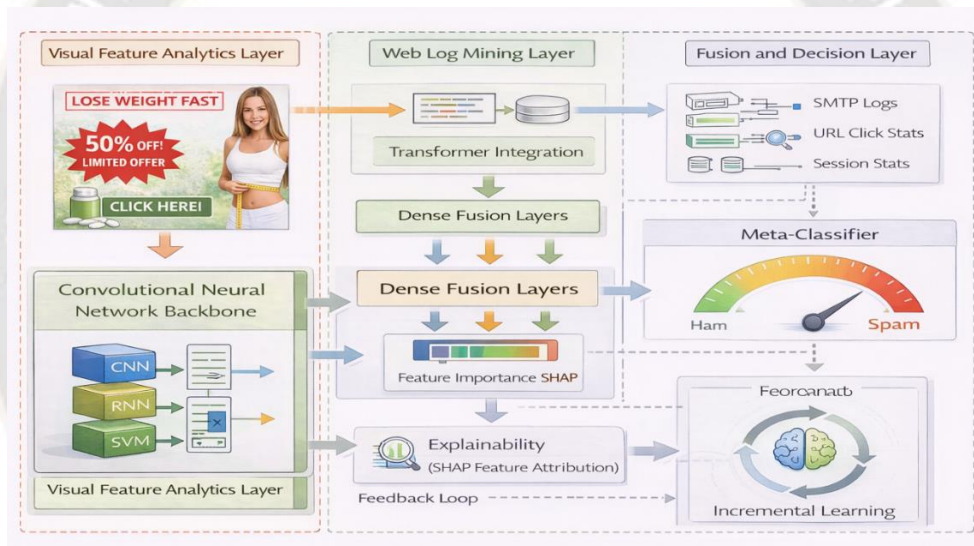 Visual Feature Analytics Layer
LOSE WEIGHT FAST
50% OFF!
LIMITED OFFER
CLICK HERE!
Convolutional Neural
Network Backbone
CNN
RNN
SVM
Visual Feature Analytics Layer
Web Log Mining Layer
Transformer Integration
Dense Fusion Layers
Dense Fusion Layers
Feature Importance SHAP
Explainability
(SHAP Feature Attribution)
Feedback Loop
Fusion and Decision Layer
SMTP Logs
URL Click Stats
Session Stats
Meta-Classifier
Ham
Spam
Incremental Learning